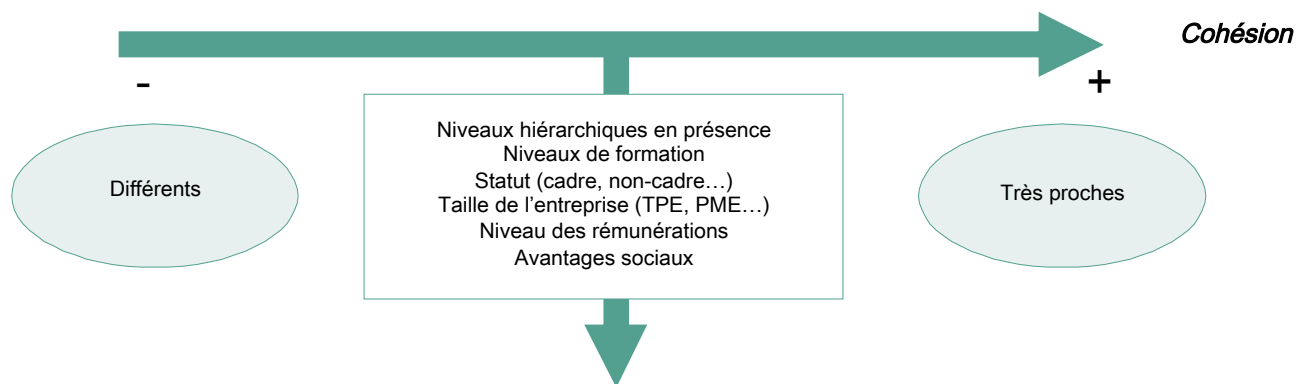 Cohésion
-
+
Différents
Niveaux hiérarchiques en présence
Niveaux de formation
Statut (cadre, non-cadre…)
Taille de l’entreprise (TPE, PME…)
Niveau des rémunérations
Avantages sociaux
Très proches